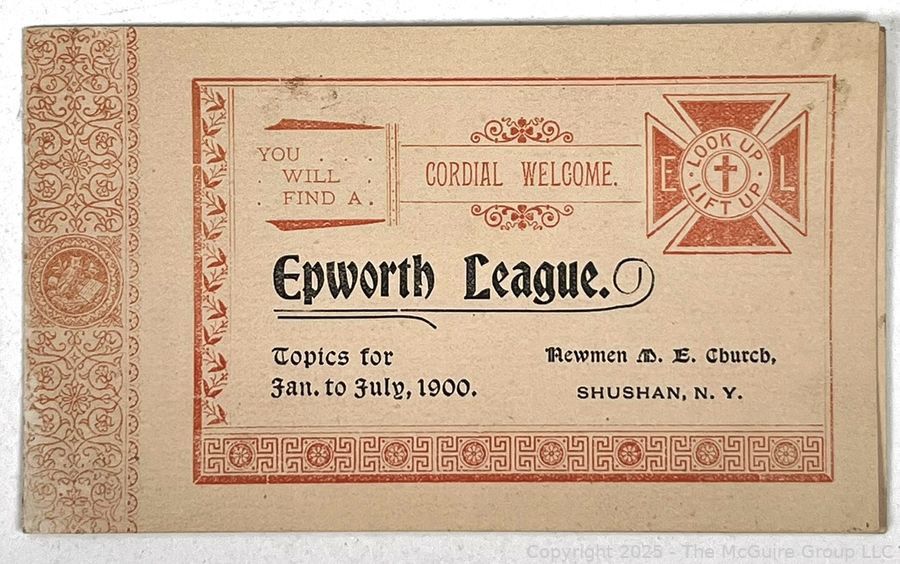 YOU . . . .
. WILL .
. FIND A .
CORDIAL WELCOME.
E L
LOOK UP
LIFT UP
Epworth League.
Topics for
Jan. to July, 1900.
Newmen M. E. Church,
SHUSHAN, N. Y.
Copyright 2025 - The McGuire Group LLC